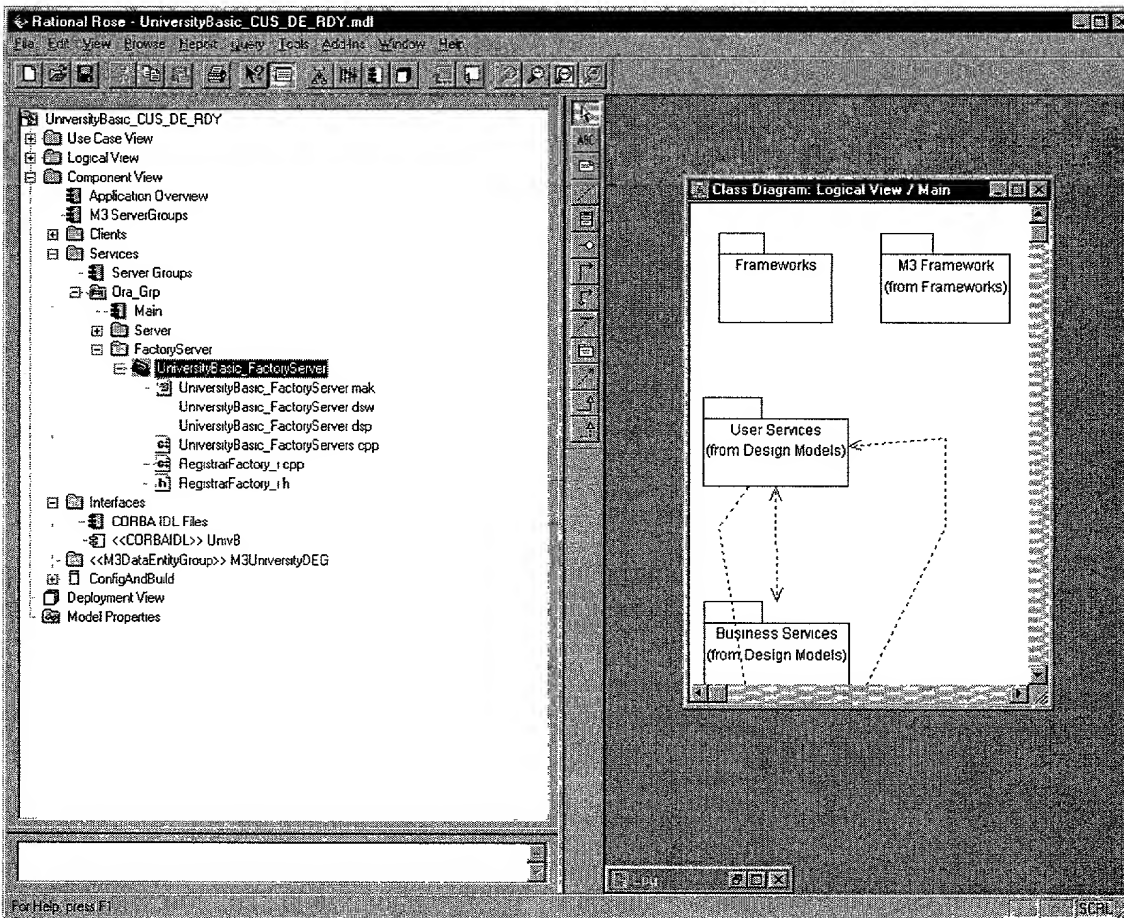 Rational Rose - UniversityBasic_CUS_DE_RDY.mdl
File Edit View Browse Report Query Tools Add-Ins Window Help
UniversityBasic_CUS_DE_RDY
Use Case View
Logical View
Component View
Application Overview
M3 ServerGroups
Clients
Services
Server Groups
Ora_Grp
Main
Server
FactoryServer
UniversityBasic_FactoryServer
UniversityBasic_FactoryServer mak
UniversityBasic_FactoryServer dsw
UniversityBasic_FactoryServer dsp
UniversityBasic_FactoryServers cpp
RegistrarFactory_i cpp
RegistrarFactory_i h
Interfaces
CORBA IDL Files
<<CORBAIDL>> UnivB
<<M3DataEntityGroup>> M3UniversityDEG
ConfigAndBuild
Deployment View
Model Properties
ABC
Class Diagram: Logical View / Main
Frameworks
M3 Framework
(from Frameworks)
User Services
(from Design Models)
Business Services
(from Design Models)
Log
For Help, press F1
SCRL